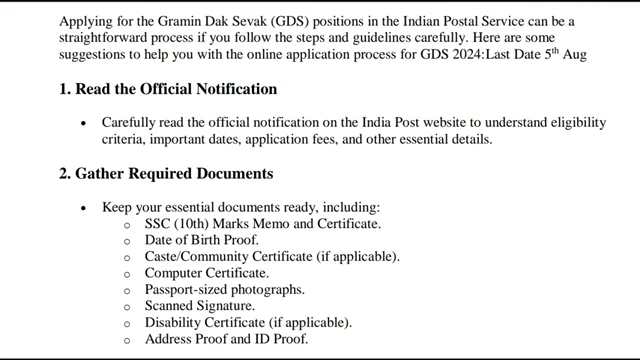 Applying for the Gramin Dak Sevak (GDS) positions in the Indian Postal Service can be a
straightforward process if you follow the steps and guidelines carefully. Here are some
suggestions to help you with the online application process for GDS 2024:Last Date 5th Aug
1. Read the Official Notification
• Carefully read the official notification on the India Post website to understand eligibility
criteria, important dates, application fees, and other essential details.
2. Gather Required Documents
• Keep your essential documents ready, including:
o SSC (10th) Marks Memo and Certificate.
o Date of Birth Proof.
o Caste/Community Certificate (if applicable).
o Computer Certificate.
o Passport-sized photographs.
o Scanned Signature.
o Disability Certificate (if applicable).
o Address Proof and ID Proof.